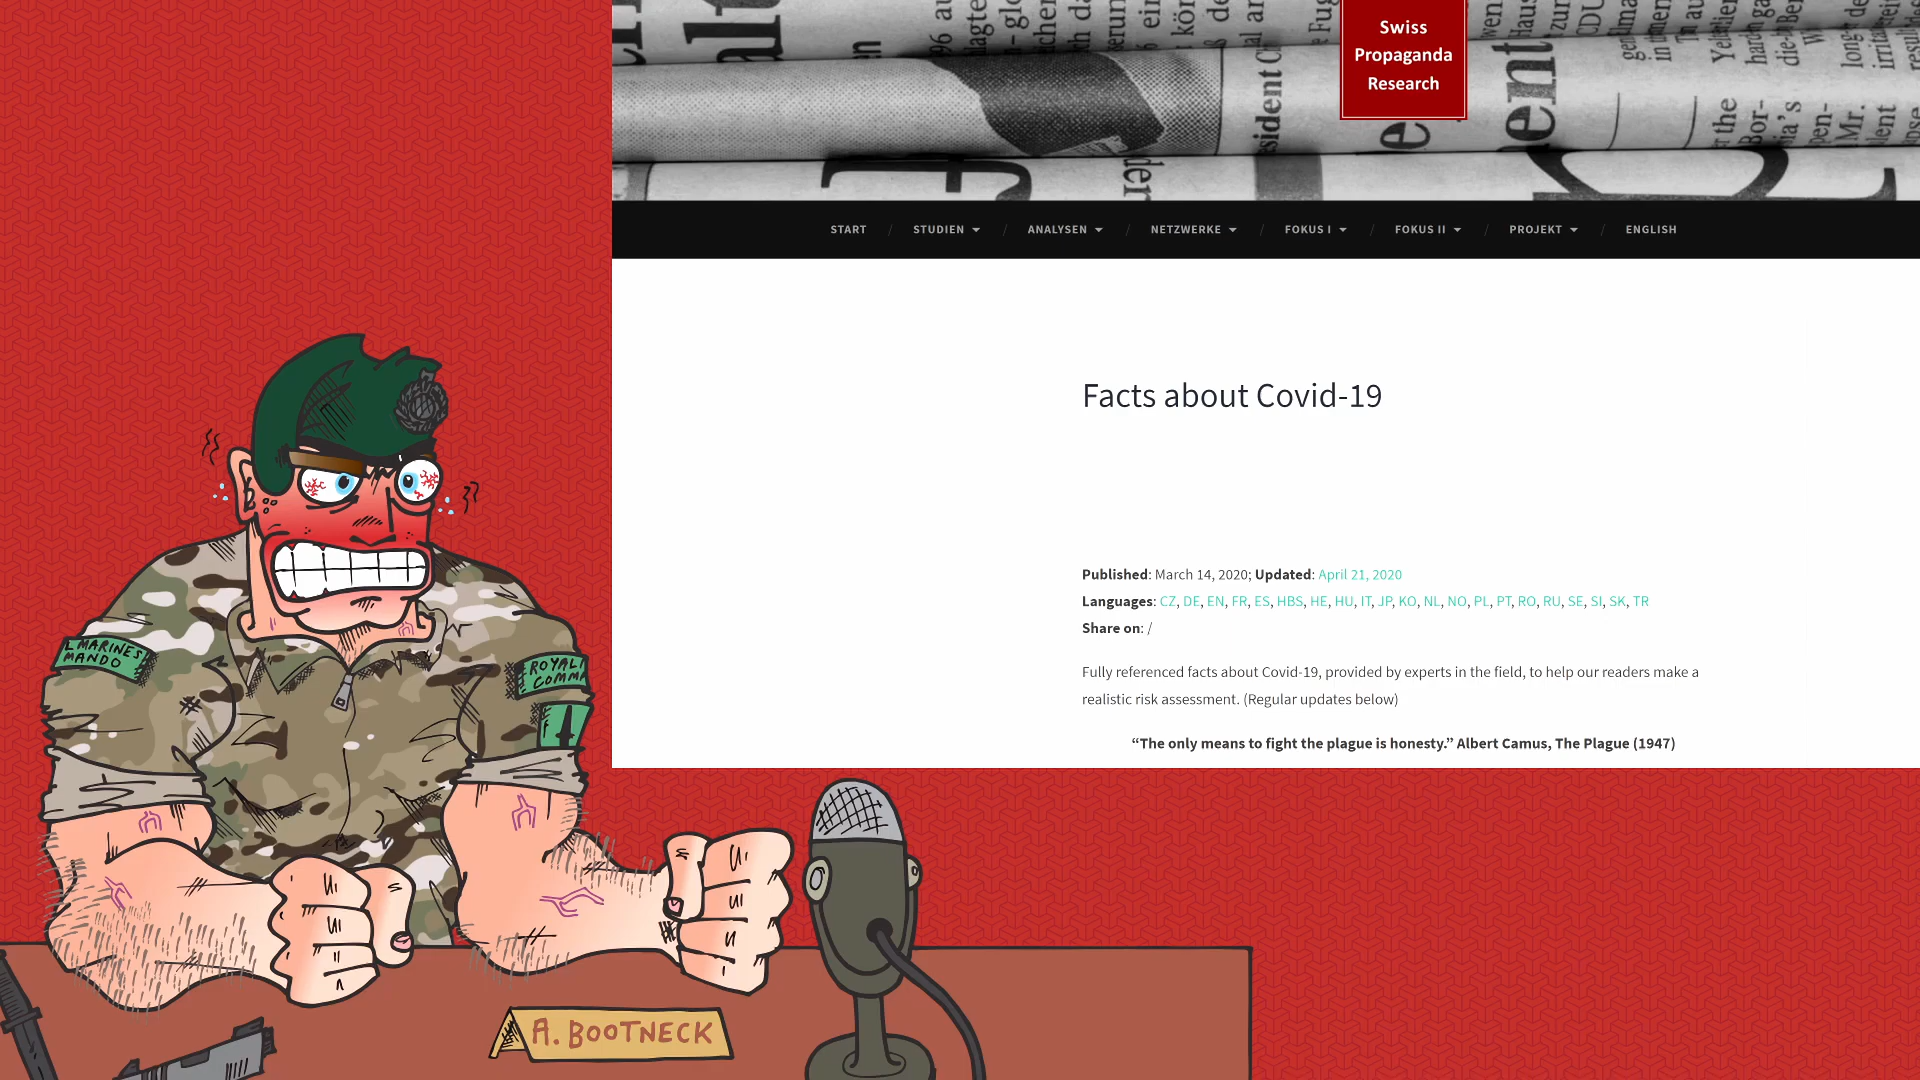 Swiss
Propaganda
Research
START / STUDIEN / ANALYSEN / NETZWERKE / FOKUS I / FOKUS II / PROJEKT / ENGLISH
Facts about Covid-19
Published: March 14, 2020; Updated: April 21, 2020
Languages: CZ, DE, EN, FR, ES, HBS, HE, HU, IT, JP, KO, NL, NO, PL, PT, RO, RU, SE, SI, SK, TR
Share on: /
Fully referenced facts about Covid-19, provided by experts in the field, to help our readers make a
realistic risk assessment. (Regular updates below)
“The only means to fight the plague is honesty.” Albert Camus, The Plague (1947)
L MARINES
MANDO
ROYAL
COMM
A. BOOTNECK